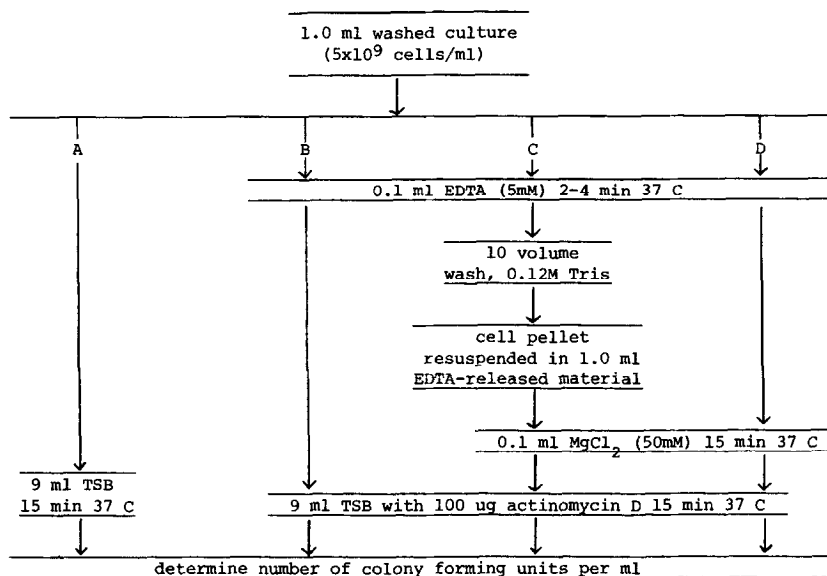 1.0 ml washed culture
(5x10⁹ cells/ml)
A B C D
0.1 ml EDTA (5mM) 2-4 min 37 C
10 volume
wash, 0.12M Tris
cell pellet
resuspended in 1.0 ml
EDTA-released material
0.1 ml MgCl₂ (50mM) 15 min 37 C
9 ml TSB
15 min 37 C
9 ml TSB with 100 ug actinomycin D 15 min 37 C
determine number of colony forming units per ml